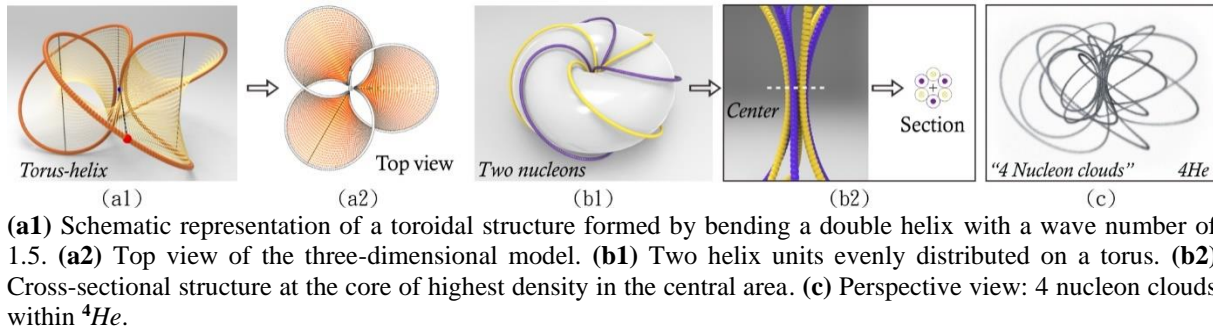 Torus-helix
Top view
Two nucleons
Center
Section
"4 Nucleon clouds" 4He
(a1) (a2) (b1) (b2) (c)
(a1) Schematic representation of a toroidal structure formed by bending a double helix with a wave number of
1.5. (a2) Top view of the three-dimensional model. (b1) Two helix units evenly distributed on a torus. (b2)
Cross-sectional structure at the core of highest density in the central area. (c) Perspective view: 4 nucleon clouds
within ⁴He.